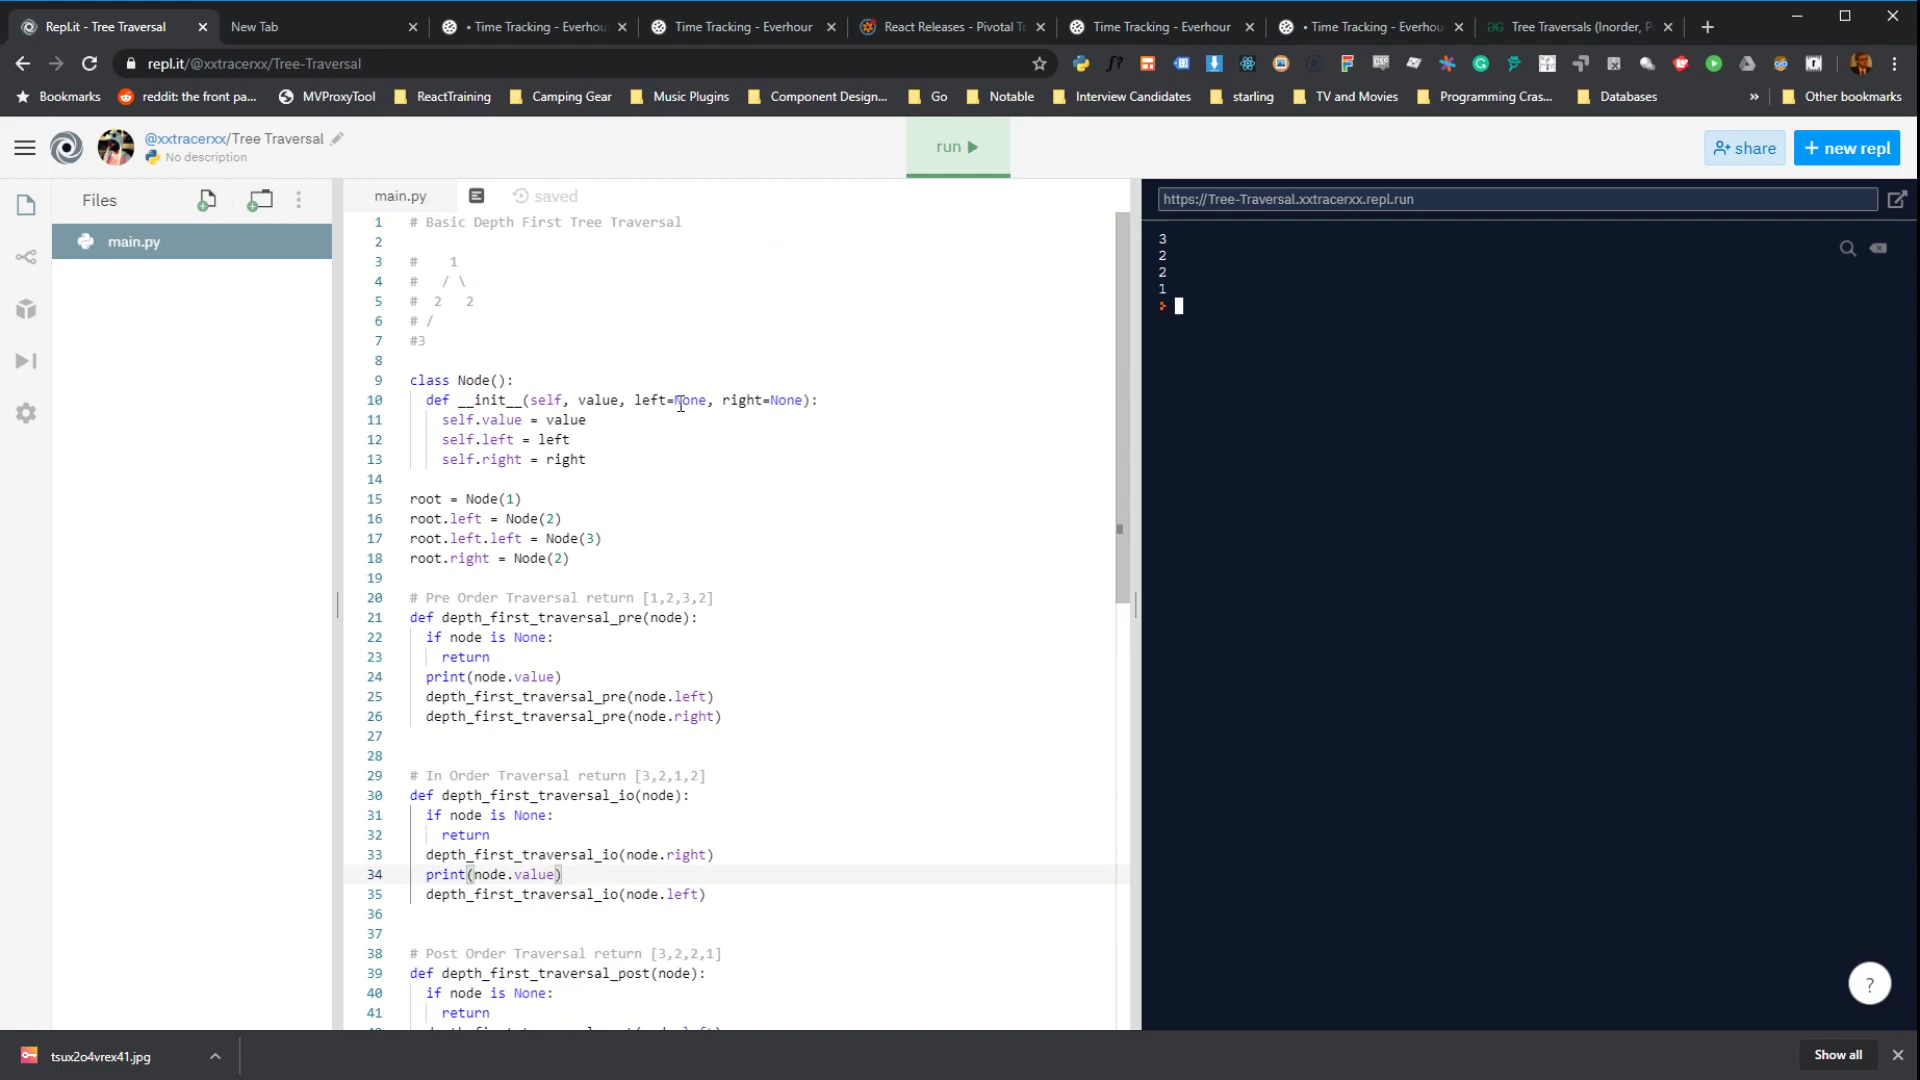 Repl.it - Tree Traversal
New Tab
• Time Tracking - Everhou
Time Tracking - Everhour
React Releases - Pivotal Tr
Time Tracking - Everhour
• Time Tracking - Everhou
Tree Traversals (Inorder, P
repl.it/@xxtracerxx/Tree-Traversal
Bookmarks
reddit: the front pa...
MVProxyTool
ReactTraining
Camping Gear
Music Plugins
Component Design...
Go
Notable
Interview Candidates
starling
TV and Movies
Programming Cras...
Databases
»
Other bookmarks
@xxtracerxx/Tree Traversal
No description
run
share
+ new repl
Files
main.py
main.py
saved
1 # Basic Depth First Tree Traversal
2
3 #    1
4 #   / \
5 #  2   2
6 # /
7 #3
8
9 class Node():
10   def __init__(self, value, left=None, right=None):
11     self.value = value
12     self.left = left
13     self.right = right
14
15 root = Node(1)
16 root.left = Node(2)
17 root.left.left = Node(3)
18 root.right = Node(2)
19
20 # Pre Order Traversal return [1,2,3,2]
21 def depth_first_traversal_pre(node):
22   if node is None:
23     return
24   print(node.value)
25   depth_first_traversal_pre(node.left)
26   depth_first_traversal_pre(node.right)
27
28
29 # In Order Traversal return [3,2,1,2]
30 def depth_first_traversal_io(node):
31   if node is None:
32     return
33   depth_first_traversal_io(node.right)
34   print(node.value)
35   depth_first_traversal_io(node.left)
36
37
38 # Post Order Traversal return [3,2,2,1]
39 def depth_first_traversal_post(node):
40   if node is None:
41     return
https://Tree-Traversal.xxtracerxx.repl.run
3
2
2
1
?
tsux2o4vrex41.jpg
Show all